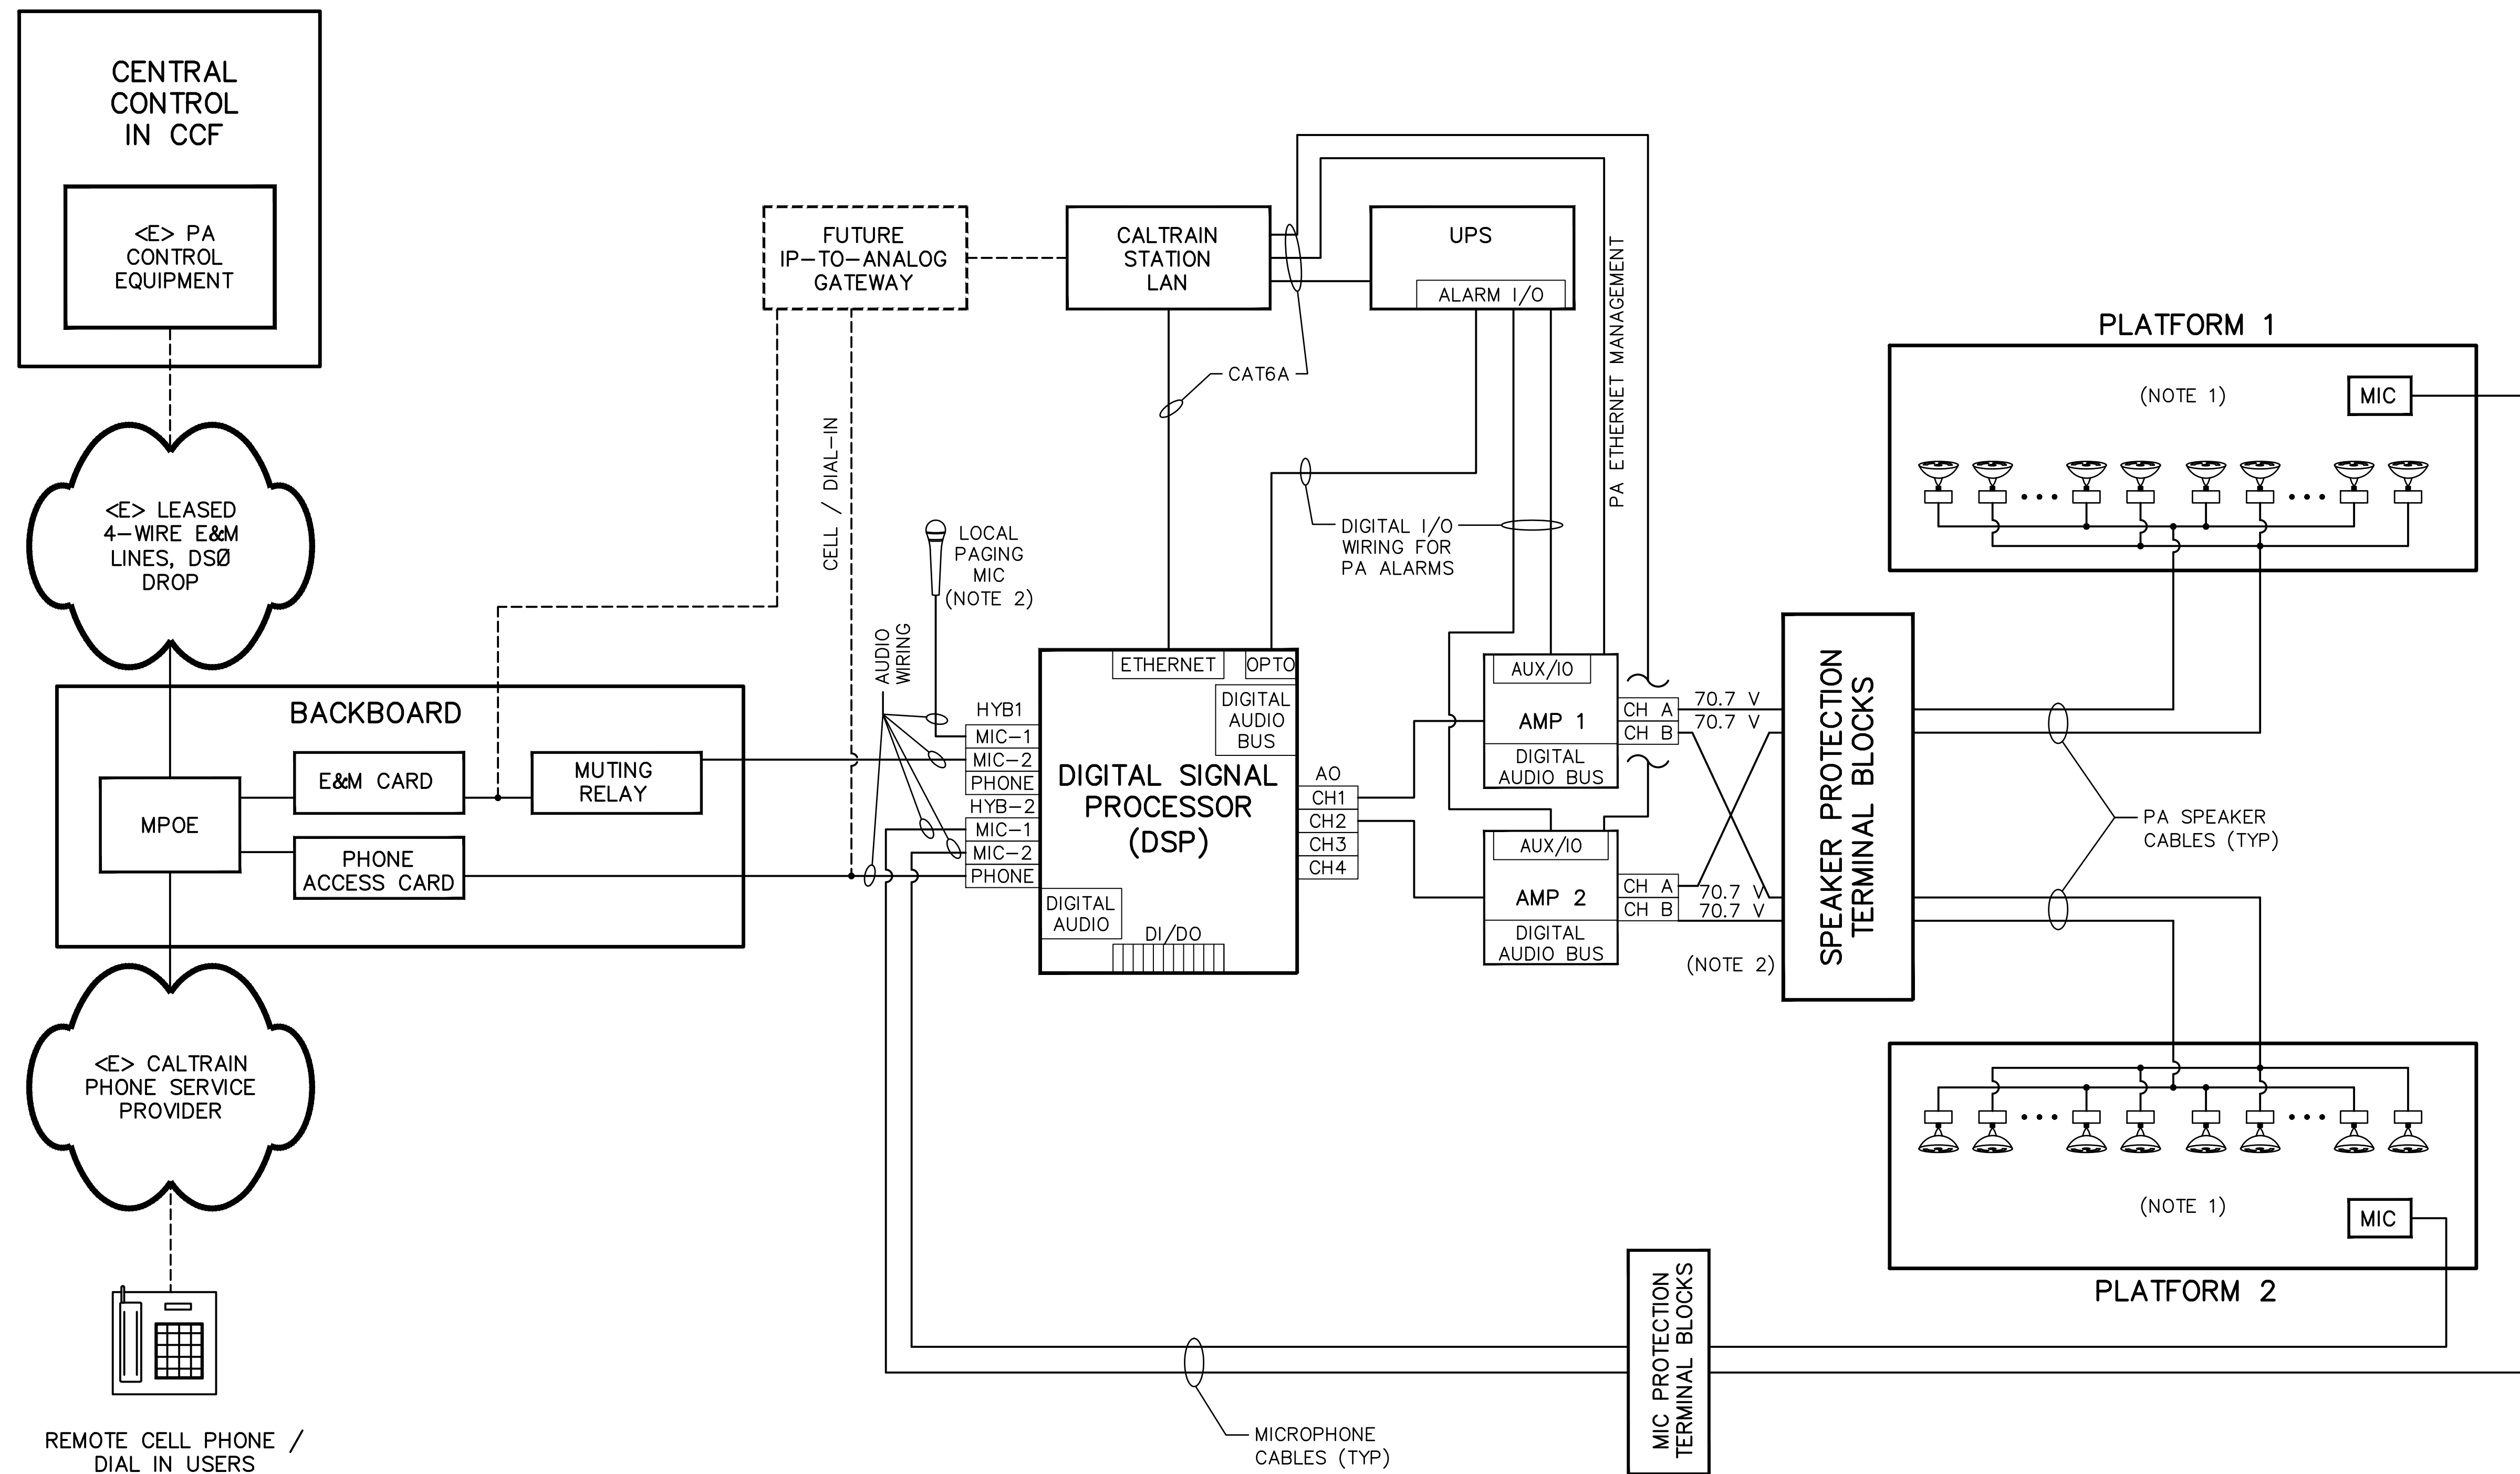 CENTRAL
CONTROL
IN CCF
<E> PA
CONTROL
EQUIPMENT
<E> LEASED
4-WIRE E&M
LINES, DSØ
DROP
BACKBOARD
MPOE
E&M CARD
MUTING
RELAY
PHONE
ACCESS CARD
<E> CALTRAIN
PHONE SERVICE
PROVIDER
REMOTE CELL PHONE /
DIAL IN USERS
FUTURE
IP-TO-ANALOG
GATEWAY
CALTRAIN
STATION
LAN
UPS
ALARM I/O
CAT6A
CELL / DIAL-IN
PA ETHERNET MANAGEMENT
DIGITAL I/O
WIRING FOR
PA ALARMS
LOCAL
PAGING
MIC
(NOTE 2)
AUDIO
WIRING
HYB1
MIC-1
MIC-2
PHONE
HYB-2
MIC-1
MIC-2
PHONE
ETHERNET
OPTO
DIGITAL
AUDIO
BUS
DIGITAL SIGNAL
PROCESSOR
(DSP)
DIGITAL
AUDIO
DI/DO
AO
CH1
CH2
CH3
CH4
AUX/IO
AMP 1
DIGITAL
AUDIO BUS
CH A
CH B
70.7 V
70.7 V
AUX/IO
AMP 2
DIGITAL
AUDIO BUS
CH A
CH B
70.7 V
70.7 V
(NOTE 2)
SPEAKER PROTECTION
TERMINAL BLOCKS
PLATFORM 1
(NOTE 1)
MIC
PA SPEAKER
CABLES (TYP)
(NOTE 1)
MIC
PLATFORM 2
MIC PROTECTION
TERMINAL BLOCKS
MICROPHONE
CABLES (TYP)